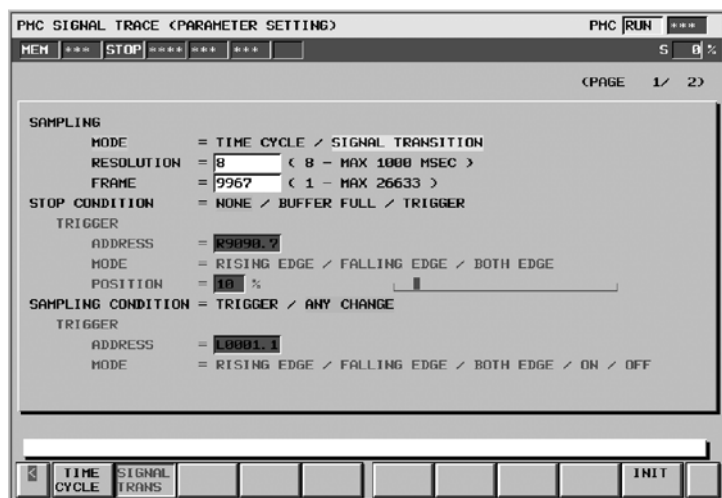 PMC SIGNAL TRACE (PARAMETER SETTING) PMC RUN ***
MEM *** STOP **** *** *** S 0 %
(PAGE 1/ 2)
SAMPLING
MODE = TIME CYCLE / SIGNAL TRANSITION
RESOLUTION = 8 ( 8 - MAX 1000 MSEC )
FRAME = 9967 ( 1 - MAX 26633 )
STOP CONDITION = NONE / BUFFER FULL / TRIGGER
TRIGGER
ADDRESS = R9090.7
MODE = RISING EDGE / FALLING EDGE / BOTH EDGE
POSITION = 10 %
SAMPLING CONDITION = TRIGGER / ANY CHANGE
TRIGGER
ADDRESS = L0001.1
MODE = RISING EDGE / FALLING EDGE / BOTH EDGE / ON / OFF
< TIME CYCLE SIGNAL TRANS INIT